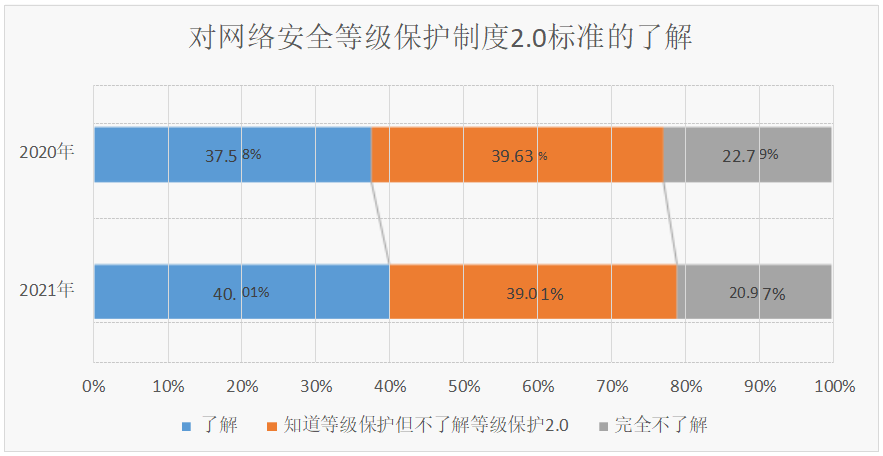 对网络安全等级保护制度2.0标准的了解
2020年 37.58% 39.63% 22.79%
2021年 40.01% 39.01% 20.97%
0% 10% 20% 30% 40% 50% 60% 70% 80% 90% 100%
了解 知道等级保护但不了解等级保护2.0 完全不了解